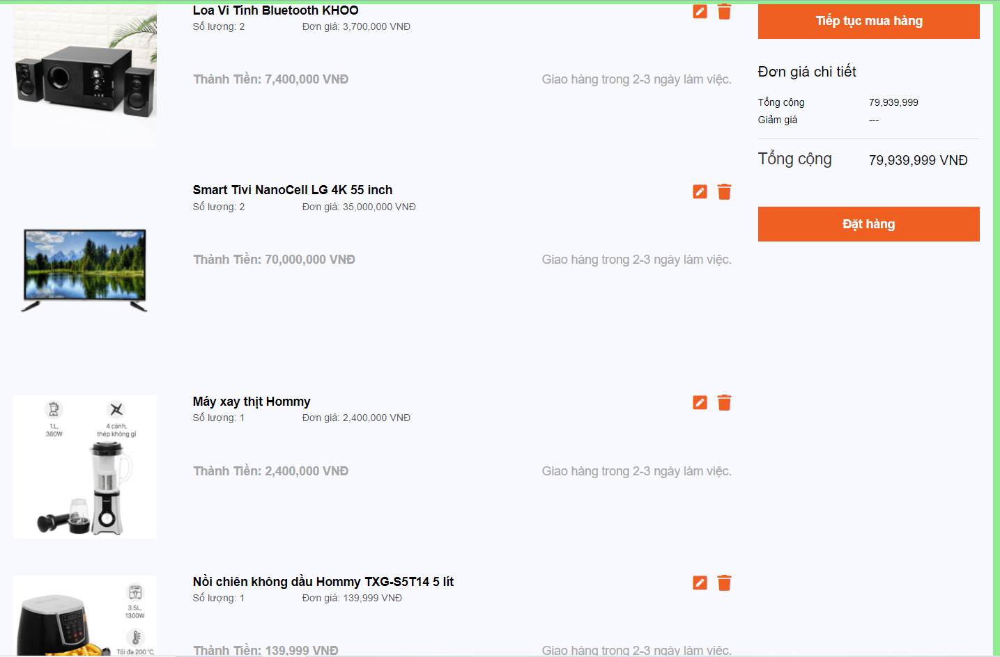 Loa Vi Tính Bluetooth KHOO
Số lượng: 2 Đơn giá: 3,700,000 VNĐ
Thành Tiền: 7,400,000 VNĐ Giao hàng trong 2-3 ngày làm việc.
Smart Tivi NanoCell LG 4K 55 inch
Số lượng: 2 Đơn giá: 35,000,000 VNĐ
Thành Tiền: 70,000,000 VNĐ Giao hàng trong 2-3 ngày làm việc.
1.L,
380W
4 cánh,
thép không gỉ
Máy xay thịt Hommy
Số lượng: 1 Đơn giá: 2,400,000 VNĐ
Thành Tiền: 2,400,000 VNĐ Giao hàng trong 2-3 ngày làm việc.
3.5L,
1300W
Tối đa 200 °C,
Nồi chiên không dầu Hommy TXG-S5T14 5 lít
Số lượng: 1 Đơn giá: 139,999 VNĐ
Thành Tiền: 139,999 VNĐ Giao hàng trong 2-3 ngày làm việc.
Tiếp tục mua hàng
Đơn giá chi tiết
Tổng cộng 79,939,999
Giảm giá ---
Tổng cộng 79,939,999 VNĐ
Đặt hàng